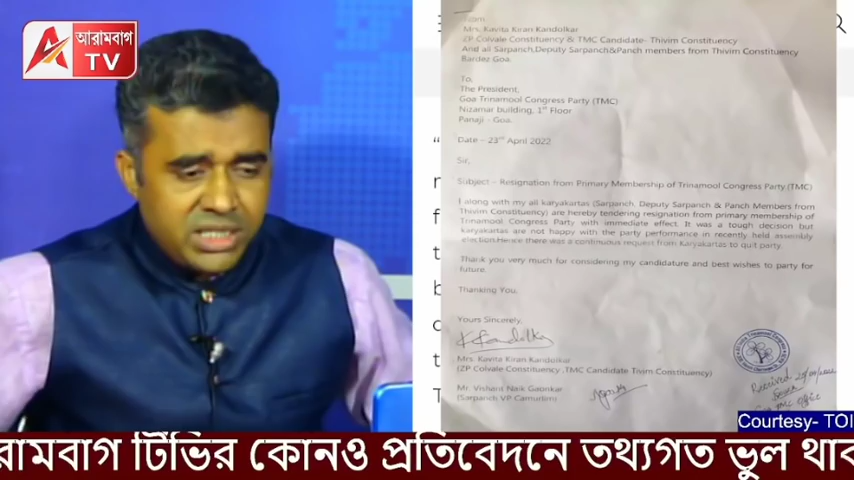 আরামবাগ
TV
From
Mrs. Kavita Kiran Kandolkar
ZP Colvale Constituency & TMC Candidate- Thivim Constituency
And all Sarpanch,Deputy Sarpanch&Panch members from Thivim Constituency
Bardez Goa.
To,
The President,
Goa Trinamool Congress Party (TMC)
Nizamar building, 1st Floor
Panaji - Goa.
Date – 23rd April 2022
Sir,
Subject – Resignation from Primary Membership of Trinamool Congress Party (TMC)
I along with my all karyakartas (Sarpanch, Deputy Sarpanch & Panch Members from
Thivim Constituency) are hereby tendering resignation from primary membership of
Trinamool Congress Party with immediate effect. It was a tough decision but
karyakartas are not happy with the party performance in recently held assembly
election.Hence there was a continuous request from Karyakartas to quit party.
Thank you very much for considering my candidature and best wishes to party for
future.
Thanking You,
Yours Sincerely,
Mrs. Kavita Kiran Kandolkar
(ZP Colvale Constituency ,TMC Candidate Tivim Constituency)
Mr. Vishant Naik Gaonkar
(Sarpanch VP Camurlim)
Received
TMC office
Courtesy- TOI
রামবাগ টিভির কোনও প্রতিবেদনে তথ্যগত ভুল থাব